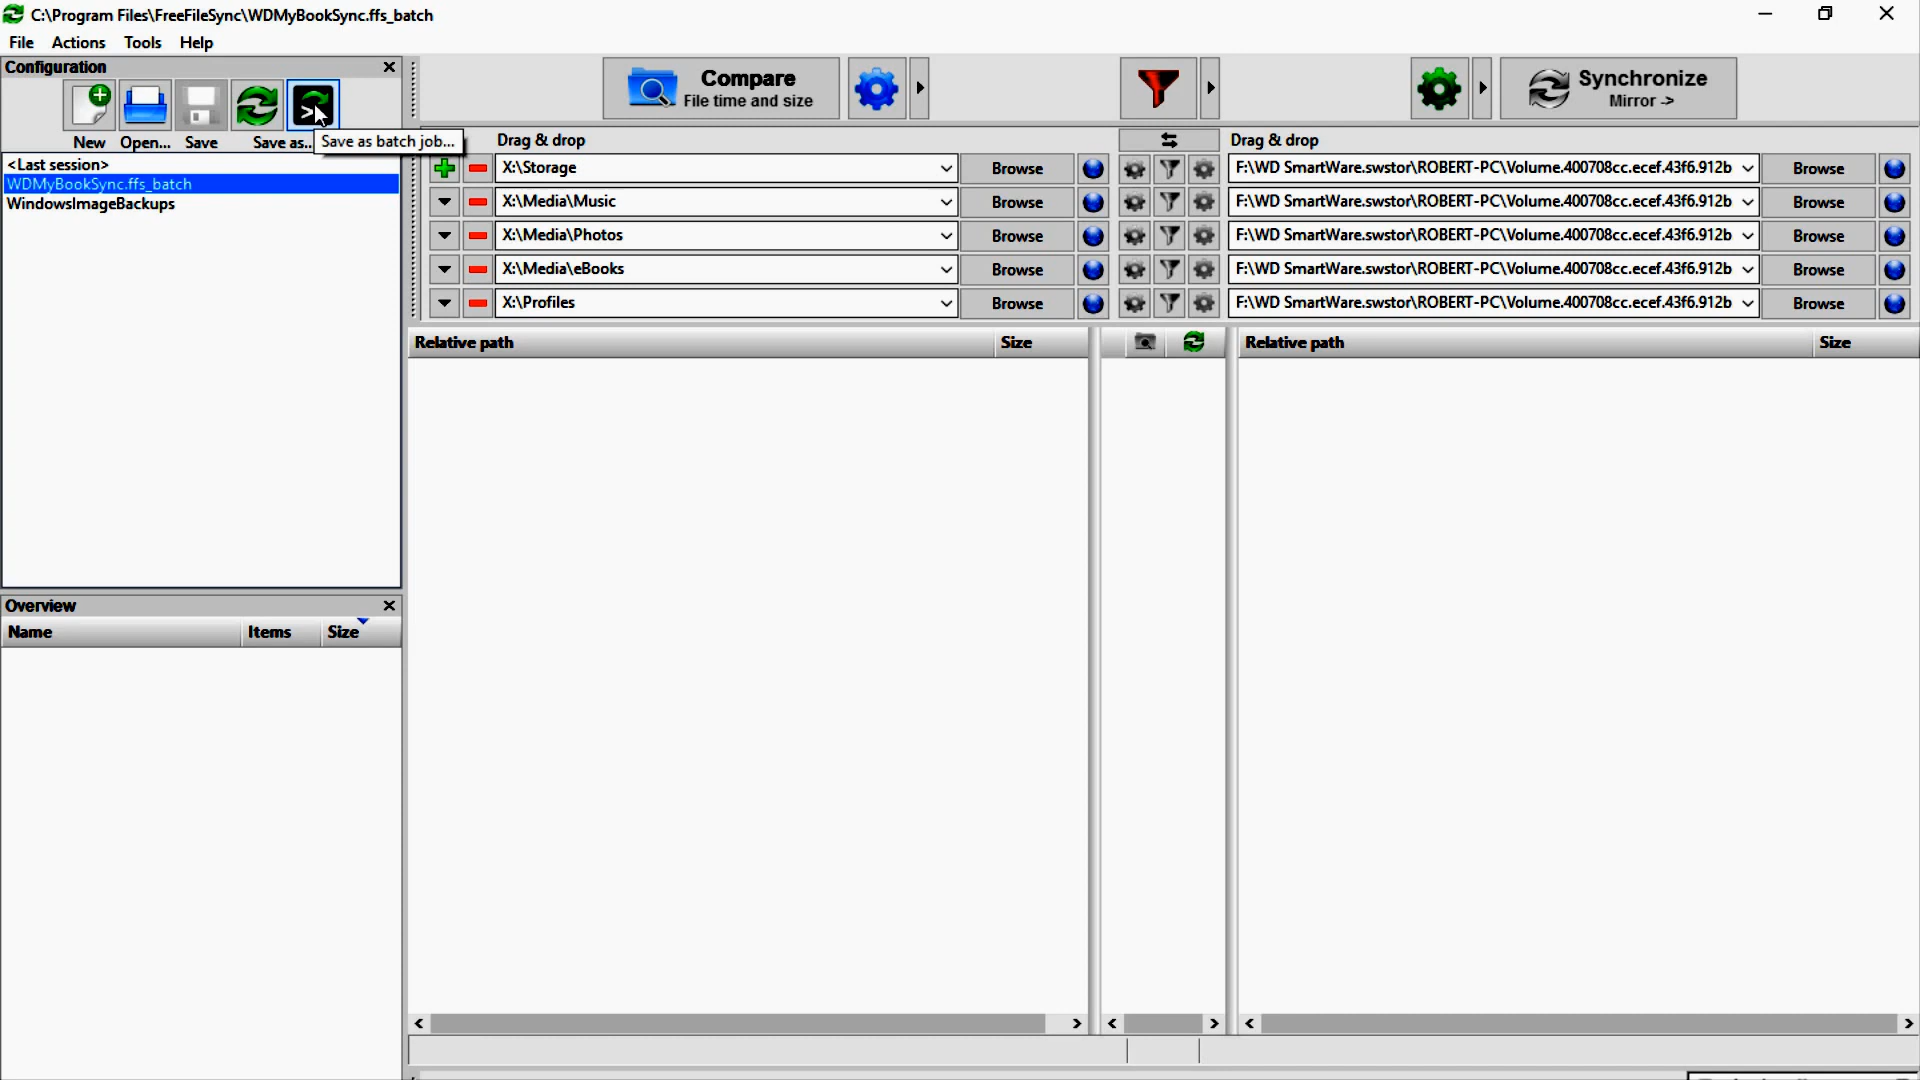 C:\Program Files\FreeFileSync\WDMyBookSync.ffs_batch
File Actions Tools Help
Configuration
New Open... Save Save as..
Save as batch job...
<Last session>
WDMyBookSync.ffs_batch
WindowsImageBackups
Compare
File time and size
Synchronize
Mirror ->
Drag & drop
Drag & drop
X:\Storage Browse F:\WD SmartWare.swstor\ROBERT-PC\Volume.400708cc.ecef.43f6.912b Browse
X:\Media\Music Browse F:\WD SmartWare.swstor\ROBERT-PC\Volume.400708cc.ecef.43f6.912b Browse
X:\Media\Photos Browse F:\WD SmartWare.swstor\ROBERT-PC\Volume.400708cc.ecef.43f6.912b Browse
X:\Media\eBooks Browse F:\WD SmartWare.swstor\ROBERT-PC\Volume.400708cc.ecef.43f6.912b Browse
X:\Profiles Browse F:\WD SmartWare.swstor\ROBERT-PC\Volume.400708cc.ecef.43f6.912b Browse
Relative path Size Relative path Size
Overview
Name Items Size